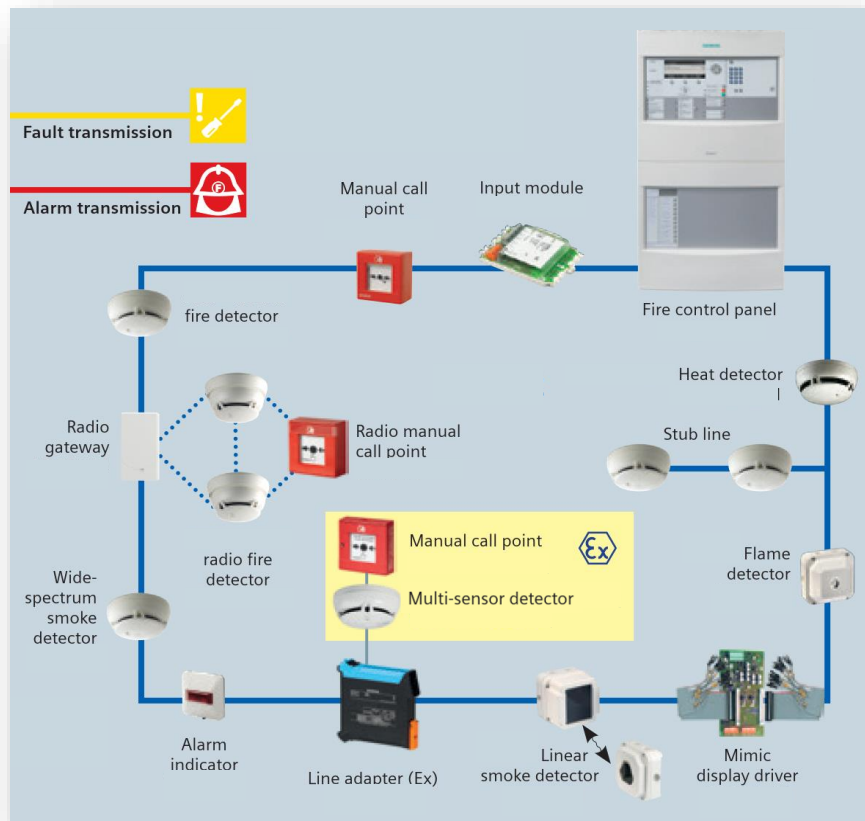 SIEMENS
Fault transmission
Alarm transmission
F
Manual call
point
Input module
Fire control panel
fire detector
Heat detector
Stub line
Radio
gateway
Radio manual
call point
radio fire
detector
Manual call point
Ex
Multi-sensor detector
Flame
detector
Wide-
spectrum
smoke
detector
Alarm
indicator
Line adapter (Ex)
Linear
smoke detector
Mimic
display driver